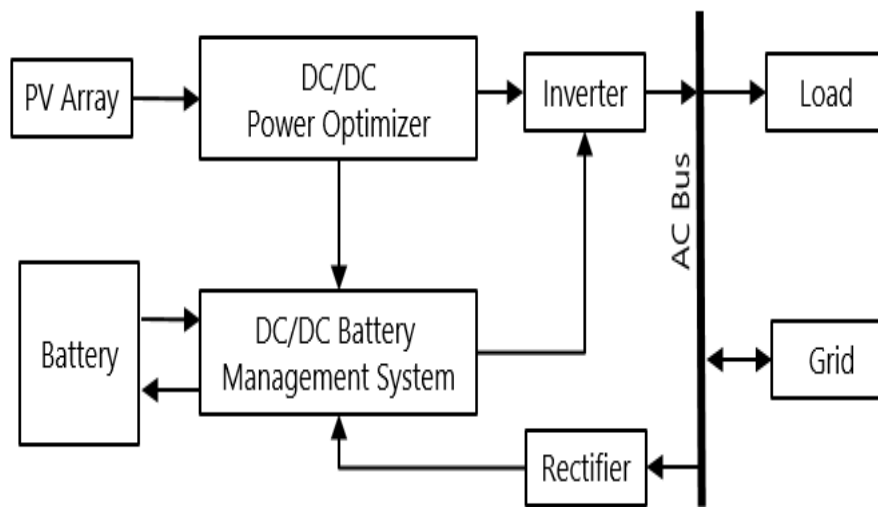 PV Array
DC/DC
Power Optimizer
Inverter
Load
AC Bus
Battery
DC/DC Battery
Management System
Grid
Rectifier